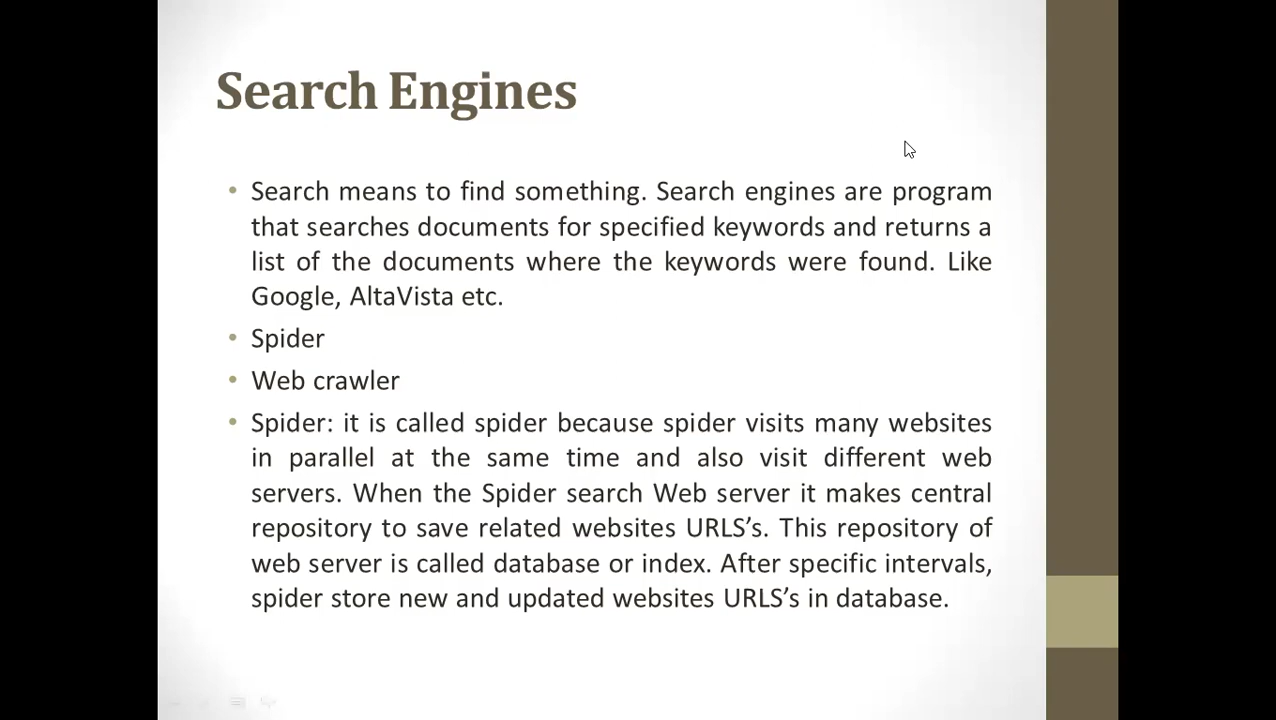 Search Engines
• Search means to find something. Search engines are program
that searches documents for specified keywords and returns a
list of the documents where the keywords were found. Like
Google, AltaVista etc.
• Spider
• Web crawler
• Spider: it is called spider because spider visits many websites
in parallel at the same time and also visit different web
servers. When the Spider search Web server it makes central
repository to save related websites URLS’s. This repository of
web server is called database or index. After specific intervals,
spider store new and updated websites URLS’s in database.